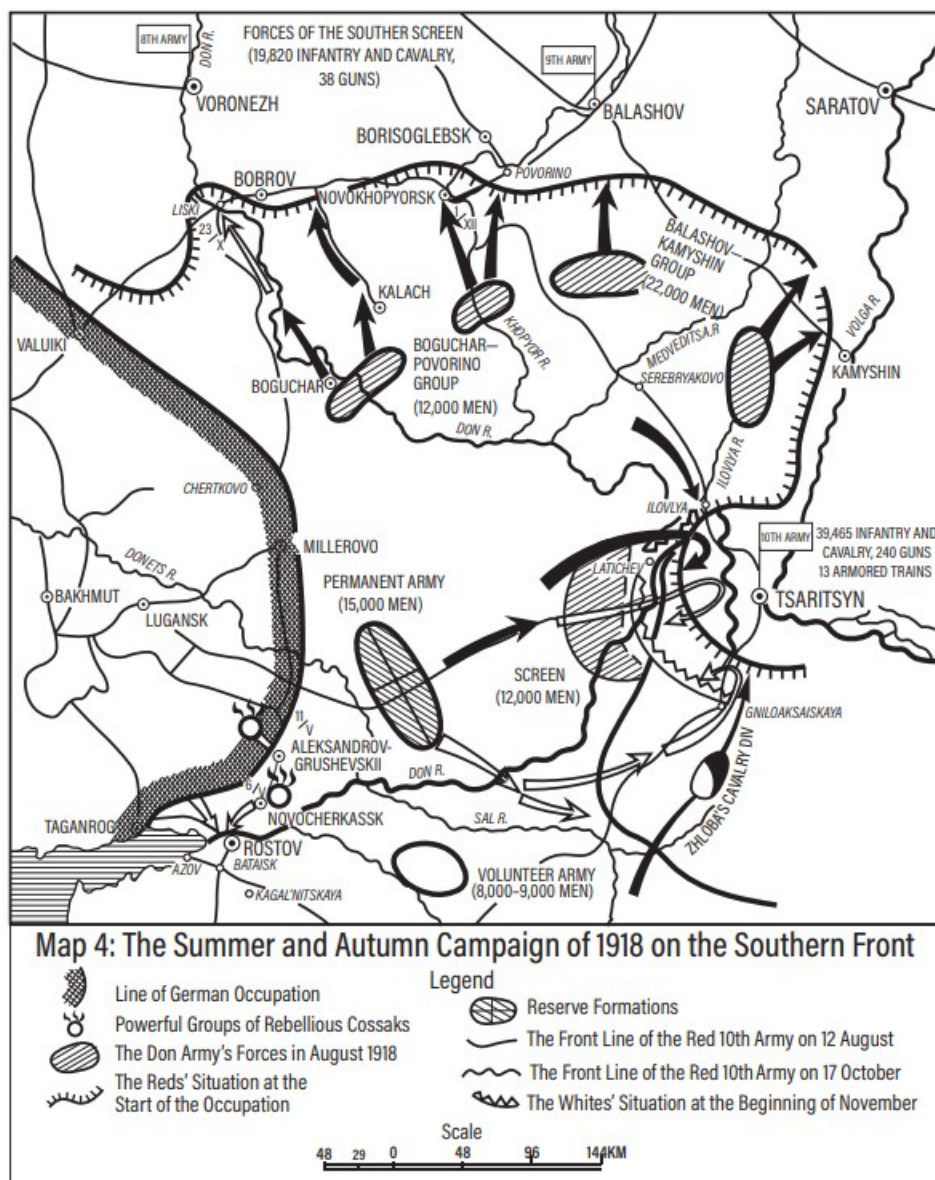 8TH ARMY
DON R.
FORCES OF THE SOUTHER SCREEN
(19,820 INFANTRY AND CAVALRY,
38 GUNS)
9TH ARMY
VORONEZH
BALASHOV
SARATOV
BORISOGLEBSK
POVORINO
BOBROV
NOVOKHOPYORSK
LISKI
23/X
1/XII
BALASHOV—
KAMYSHIN
GROUP
(22,000 MEN)
KALACH
VOLGA R.
VALUIKI
BOGUCHAR—
POVORINO
GROUP
(12,000 MEN)
KHOPYOR R.
MEDVEDITSA.R
SEREBRYAKOVO
KAMYSHIN
BOGUCHAR
DON R.
ILOVLYA R.
CHERTKOVO
ILOVLYA
MILLEROVO
10TH ARMY
39,465 INFANTRY AND
CAVALRY, 240 GUNS
13 ARMORED TRAINS
DONETS R.
LATICHEV
BAKHMUT
PERMANENT ARMY
(15,000 MEN)
TSARITSYN
LUGANSK
SCREEN
(12,000 MEN)
GNILOAKSAISKAYA
11/V
ALEKSANDROV-
GRUSHEVSKII
DON R.
ZHLOBA'S CAVALRY DIV
6/V
NOVOCHERKASSK
SAL R.
TAGANROG
ROSTOV
AZOV
BATAISK
VOLUNTEER ARMY
(8,000–9,000 MEN)
KAGAL'NITSKAYA
Map 4: The Summer and Autumn Campaign of 1918 on the Southern Front
Legend
Line of German Occupation
Powerful Groups of Rebellious Cossaks
The Don Army's Forces in August 1918
The Reds' Situation at the
Start of the Occupation
Reserve Formations
The Front Line of the Red 10th Army on 12 August
The Front Line of the Red 10th Army on 17 October
The Whites' Situation at the Beginning of November
Scale
48 29 0 48 96 144KM